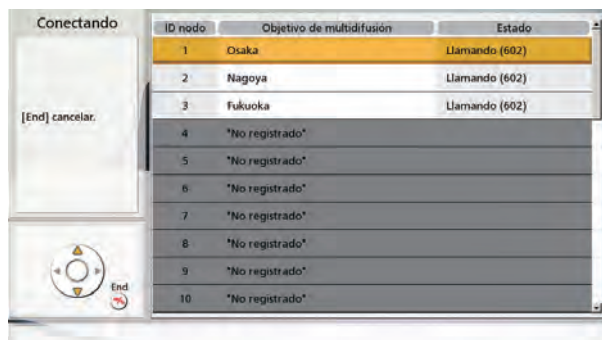 Conectando
[End] cancelar.
End
ID nodo Objetivo de multidifusión Estado
1 Osaka Llamando (602)
2 Nagoya Llamando (602)
3 Fukuoka Llamando (602)
4 "No registrado"
5 "No registrado"
6 "No registrado"
7 "No registrado"
8 "No registrado"
9 "No registrado"
10 "No registrado"